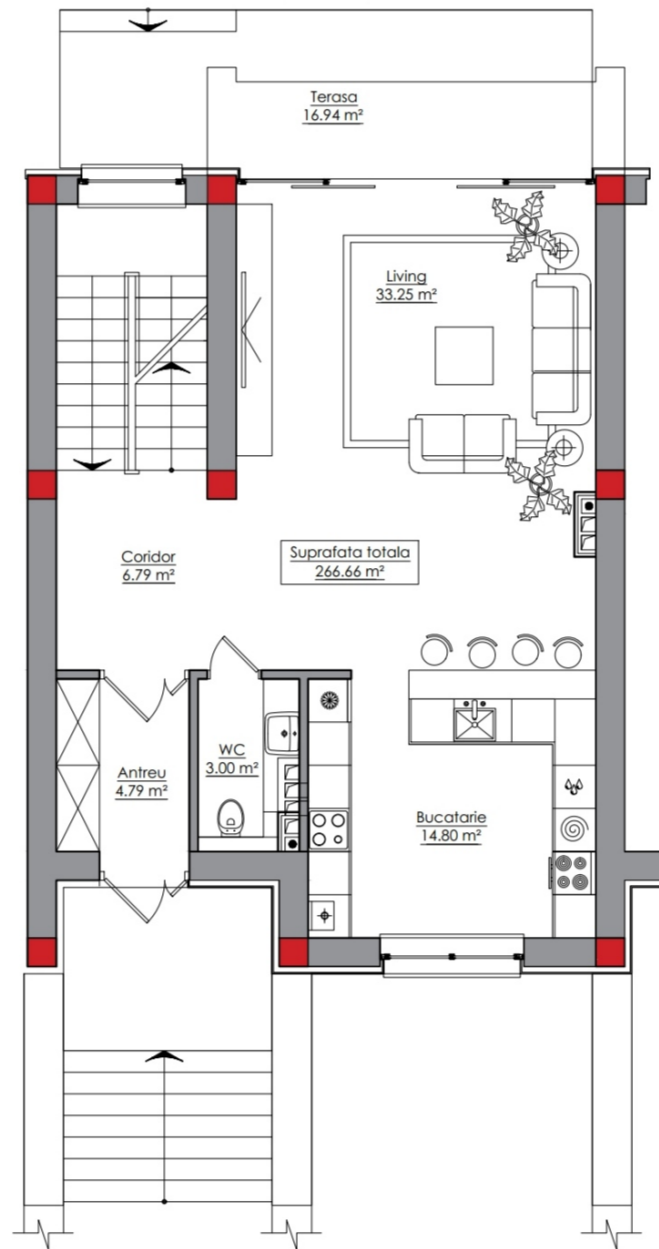 Terasa
16.94 m²
Living
33.25 m²
Coridor
6.79 m²
Suprafata totala
266.66 m²
WC
3.00 m²
Antreu
4.79 m²
Bucatarie
14.80 m²